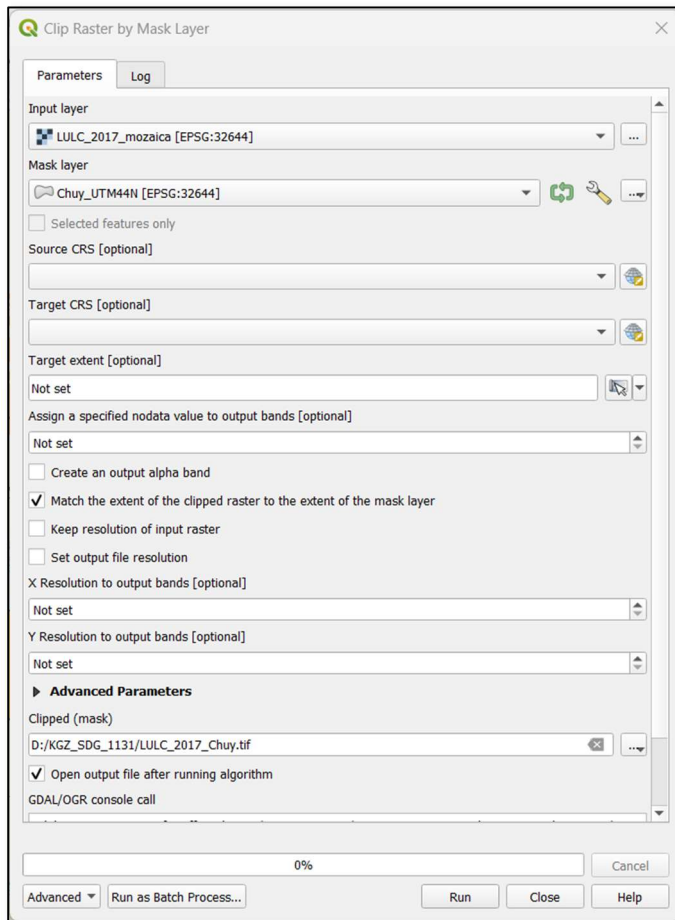 Clip Raster by Mask Layer
Parameters
Log
Input layer
LULC_2017_mozaica [EPSG:32644]
...
Mask layer
Chuy_UTM44N [EPSG:32644]
...
Selected features only
Source CRS [optional]
Target CRS [optional]
Target extent [optional]
Not set
Assign a specified nodata value to output bands [optional]
Not set
Create an output alpha band
Match the extent of the clipped raster to the extent of the mask layer
Keep resolution of input raster
Set output file resolution
X Resolution to output bands [optional]
Not set
Y Resolution to output bands [optional]
Not set
Advanced Parameters
Clipped (mask)
D:/KGZ_SDG_1131/LULC_2017_Chuy.tif
...
Open output file after running algorithm
GDAL/OGR console call
0%
Cancel
Advanced
Run as Batch Process...
Run
Close
Help